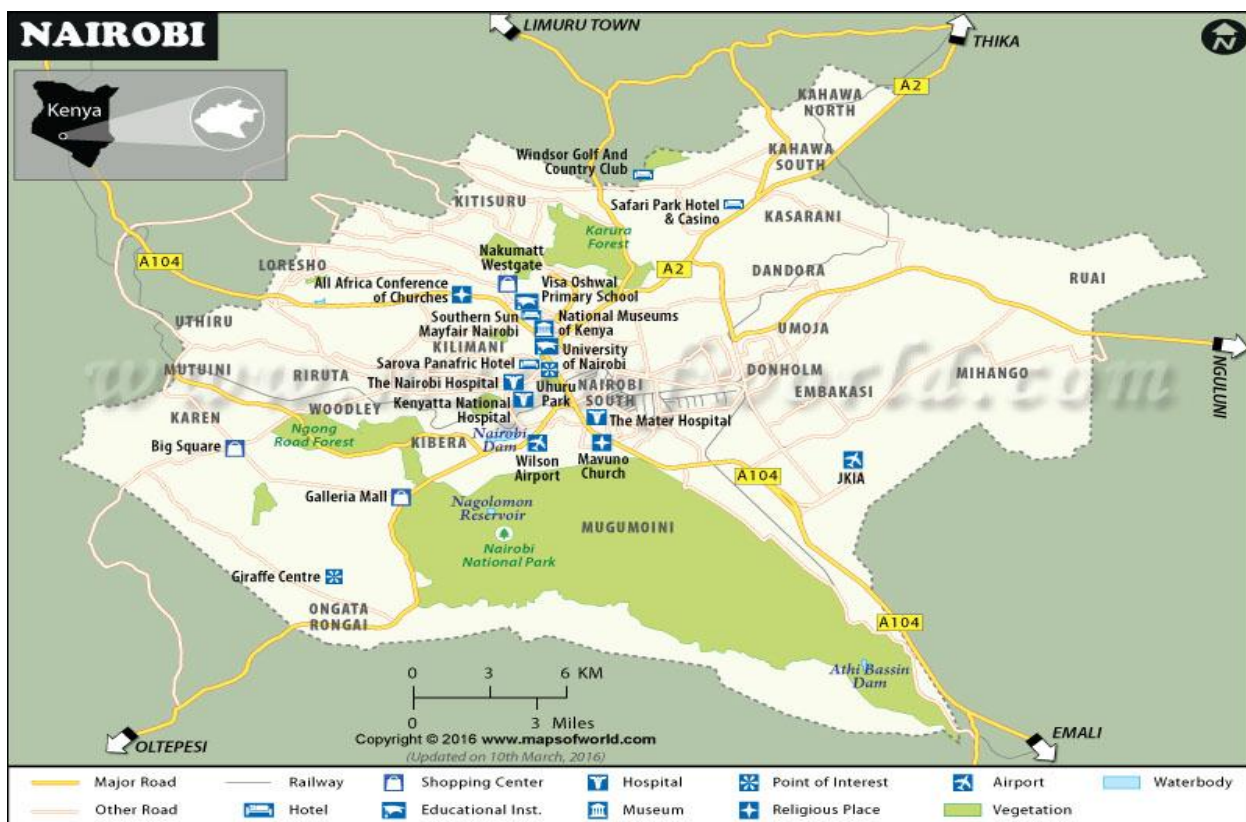 NAIROBI
LIMURU TOWN
THIKA
N
Kenya
A2
KAHAWA
NORTH
KAHAWA
SOUTH
Windsor Golf And
Country Club
Safari Park Hotel
& Casino
KITISURU
KASARANI
Karura
Forest
Nakumatt
Westgate
A104
LORESHO
A2
DANDORA
RUAI
All Africa Conference
of Churches
Visa Oshwal
Primary School
Southern Sun
Mayfair Nairobi
National Museums
of Kenya
UTHIRU
UMOJA
KILIMANI
University
of Nairobi
Sarova Panafric Hotel
MUTUINI
RIRUTA
DONHOLM
MIHANGO
NGULUNI
The Nairobi Hospital
Uhuru
Park
NAIROBI
SOUTH
EMBAKASI
KAREN
WOODLEY
Kenyatta National
Hospital
The Mater Hospital
Ngong
Road Forest
KIBERA
Nairobi
Dam
Big Square
Wilson
Airport
Mavuno
Church
A104
JKIA
Galleria Mall
Nagolomon
Reservoir
MUGUMOINI
Nairobi
National Park
Giraffe Centre
ONGATA
RONGAI
A104
Athi Bassin
Dam
0 3 6 KM
0 3 Miles
Copyright © 2016 www.mapsofworld.com
(Updated on 10th March, 2016)
OLTEPESI
EMALI
Major Road
Railway
Shopping Center
Hospital
Point of Interest
Airport
Waterbody
Other Road
Hotel
Educational Inst.
Museum
Religious Place
Vegetation